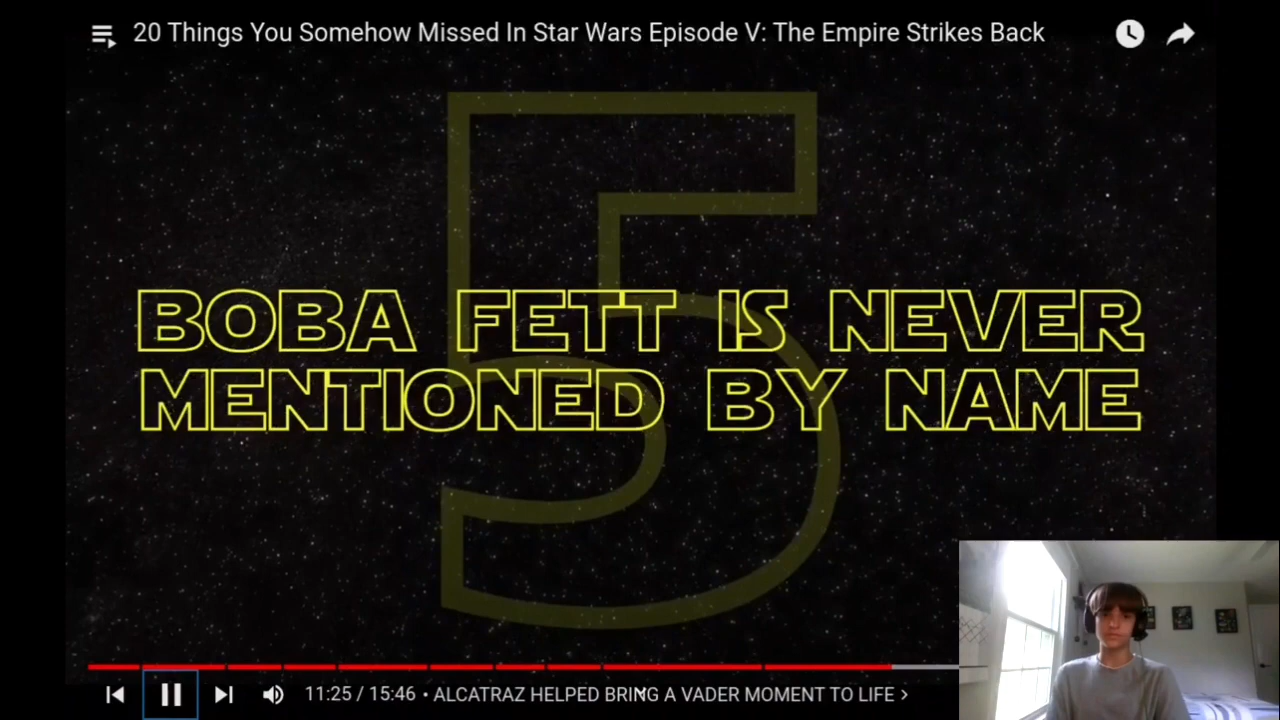 20 Things You Somehow Missed In Star Wars Episode V: The Empire Strikes Back
5
BOBA FETT IS NEVER
MENTIONED BY NAME
11:25 / 15:46 • ALCATRAZ HELPED BRING A VADER MOMENT TO LIFE >